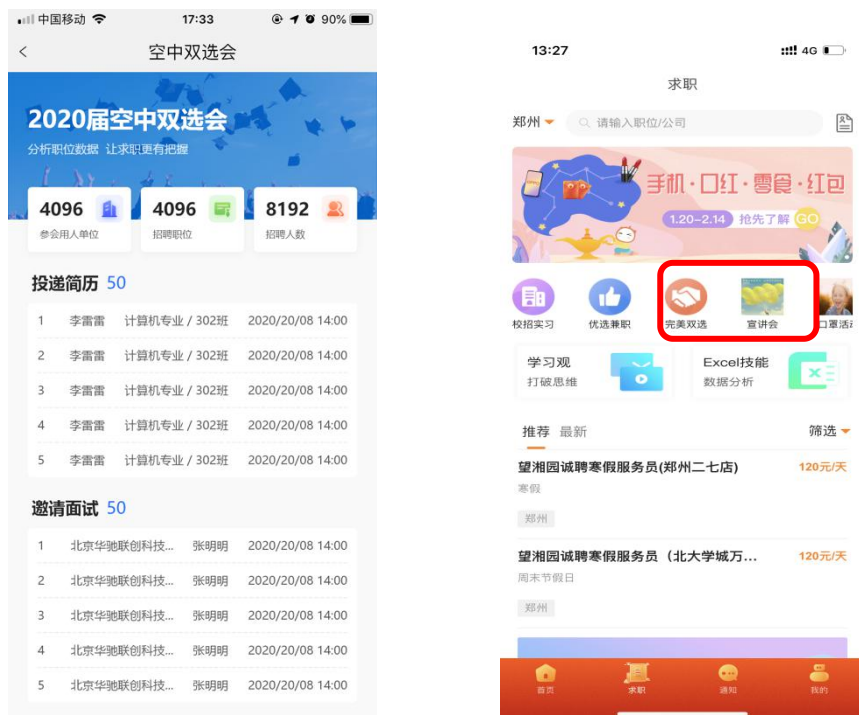 中国移动 17:33 90%
空中双选会
2020届空中双选会
分析职位数据 让求职更有把握
4096 4096 8192
参会用人单位 招聘职位 招聘人数
投递简历 50
1 李雷雷 计算机专业 / 302班 2020/20/08 14:00
2 李雷雷 计算机专业 / 302班 2020/20/08 14:00
3 李雷雷 计算机专业 / 302班 2020/20/08 14:00
4 李雷雷 计算机专业 / 302班 2020/20/08 14:00
5 李雷雷 计算机专业 / 302班 2020/20/08 14:00
邀请面试 50
1 北京华驰联创科技... 张明明 2020/20/08 14:00
2 北京华驰联创科技... 张明明 2020/20/08 14:00
3 北京华驰联创科技... 张明明 2020/20/08 14:00
4 北京华驰联创科技... 张明明 2020/20/08 14:00
5 北京华驰联创科技... 张明明 2020/20/08 14:00
13:27 4G
求职
郑州 请输入职位/公司
手机·口红·零食·红包
1.20-2.14 抢先了解 GO
校招实习 优选兼职 完美双选 宣讲会 口罩活动
学习观 Excel技能
打破思维 数据分析
推荐 最新 筛选
望湘园诚聘寒假服务员(郑州二七店) 120元/天
寒假
郑州
望湘园诚聘寒假服务员（北大学城万... 120元/天
周末节假日
郑州
首页 求职 通知 我的